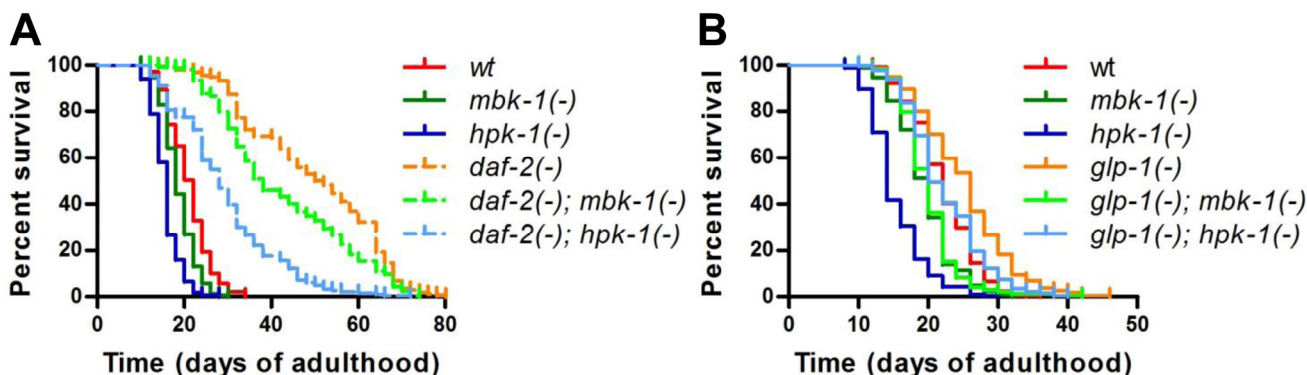 A
Percent survival
100
80
60
40
20
0
0 20 40 60 80
Time (days of adulthood)
wt
mbk-1(-)
hpk-1(-)
daf-2(-)
daf-2(-); mbk-1(-)
daf-2(-); hpk-1(-)
B
Percent survival
100
80
60
40
20
0
0 10 20 30 40 50
Time (days of adulthood)
wt
mbk-1(-)
hpk-1(-)
glp-1(-)
glp-1(-); mbk-1(-)
glp-1(-); hpk-1(-)